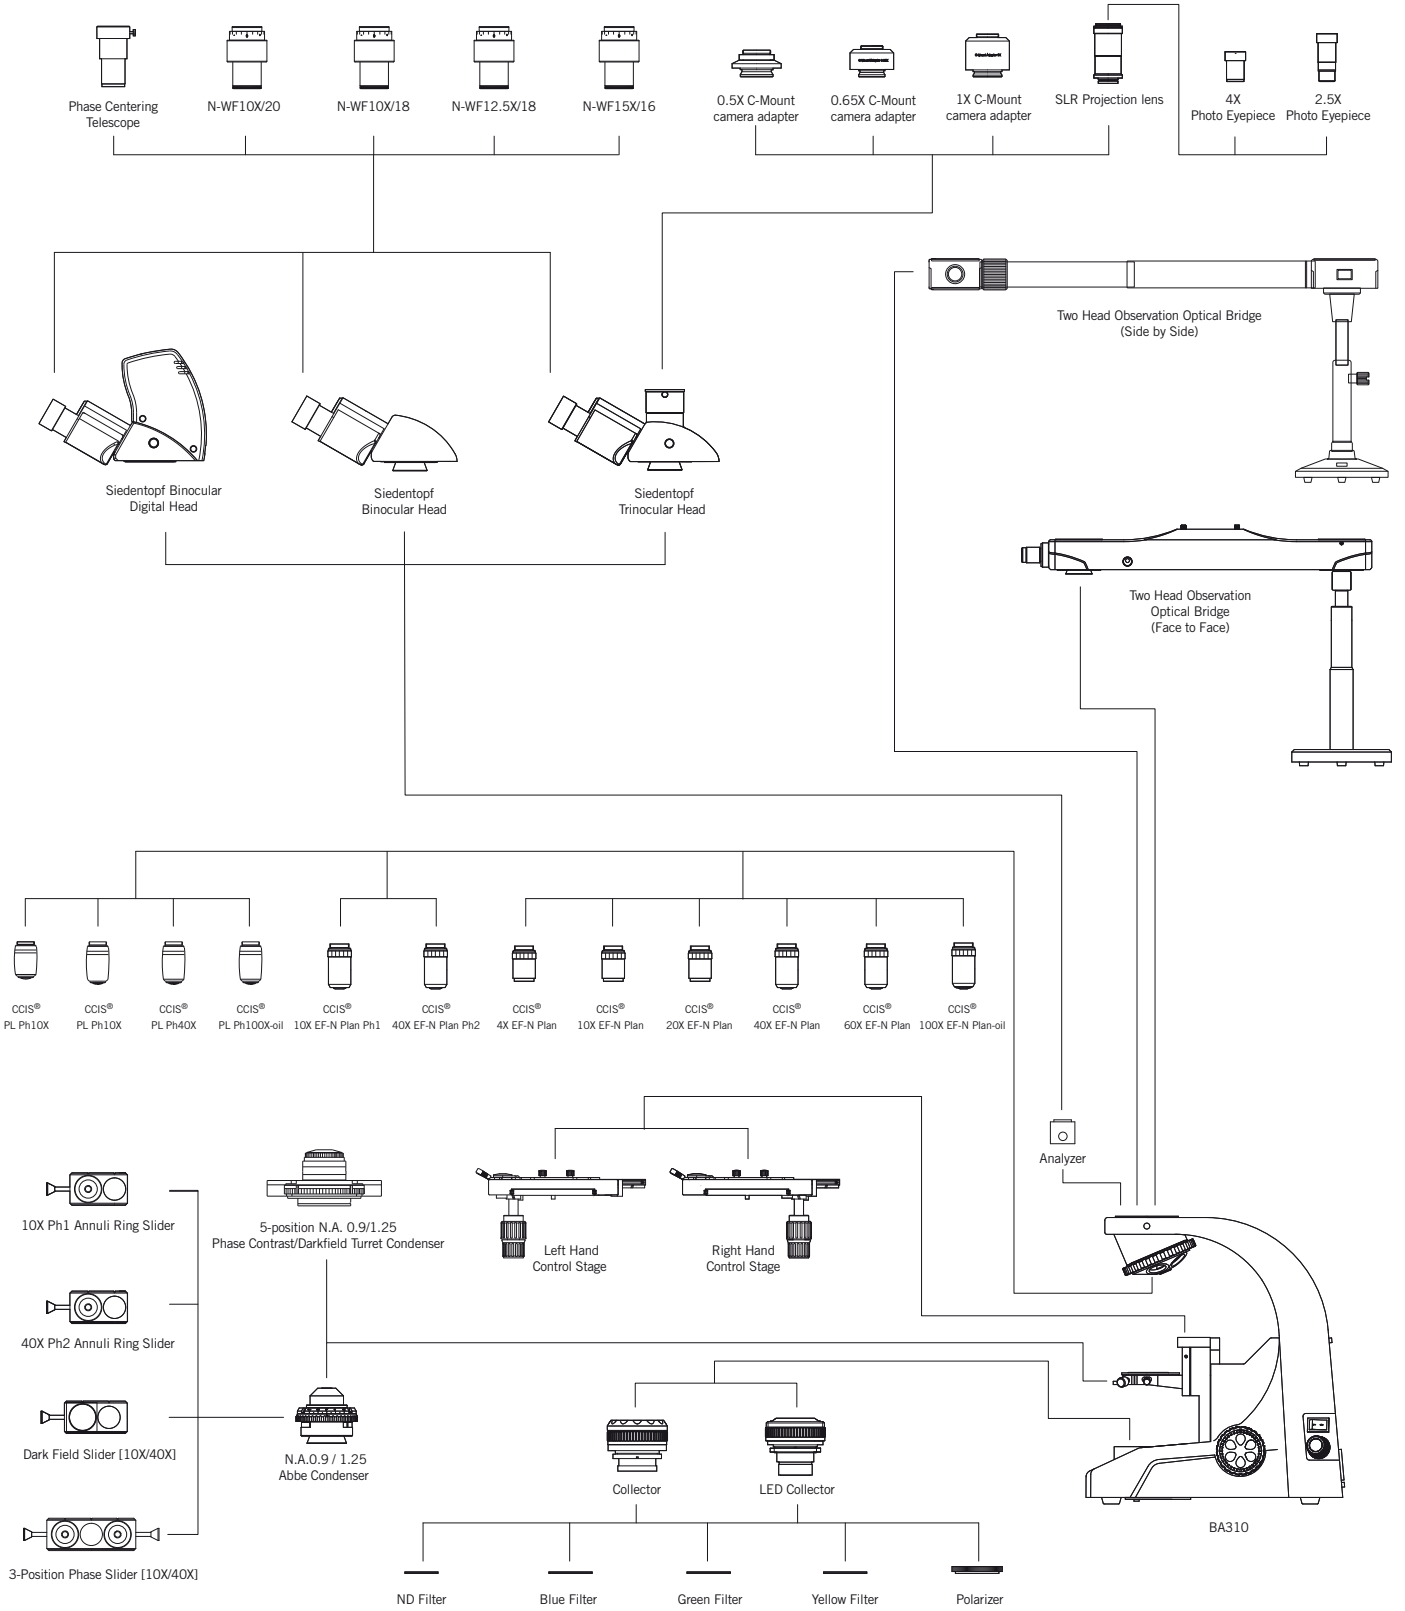 Phase Centering
Telescope
N-WF10X/20
N-WF10X/18
N-WF12.5X/18
N-WF15X/16
0.5X C-Mount
camera adapter
0.65X C-Mount
camera adapter
1X C-Mount
camera adapter
SLR Projection lens
4X
Photo Eyepiece
2.5X
Photo Eyepiece
Two Head Observation Optical Bridge
(Side by Side)
Siedentopf Binocular
Digital Head
Siedentopf
Binocular Head
Siedentopf
Trinocular Head
Two Head Observation
Optical Bridge
(Face to Face)
CCIS®
PL Ph10X
CCIS®
PL Ph10X
CCIS®
PL Ph40X
CCIS®
PL Ph100X-oil
CCIS®
10X EF-N Plan Ph1
CCIS®
40X EF-N Plan Ph2
CCIS®
4X EF-N Plan
CCIS®
10X EF-N Plan
CCIS®
20X EF-N Plan
CCIS®
40X EF-N Plan
CCIS®
60X EF-N Plan
CCIS®
100X EF-N Plan-oil
Analyzer
10X Ph1 Annuli Ring Slider
5-position N.A. 0.9/1.25
Phase Contrast/Darkfield Turret Condenser
Left Hand
Control Stage
Right Hand
Control Stage
40X Ph2 Annuli Ring Slider
Dark Field Slider [10X/40X]
N.A.0.9 / 1.25
Abbe Condenser
Collector
LED Collector
BA310
3-Position Phase Slider [10X/40X]
ND Filter
Blue Filter
Green Filter
Yellow Filter
Polarizer